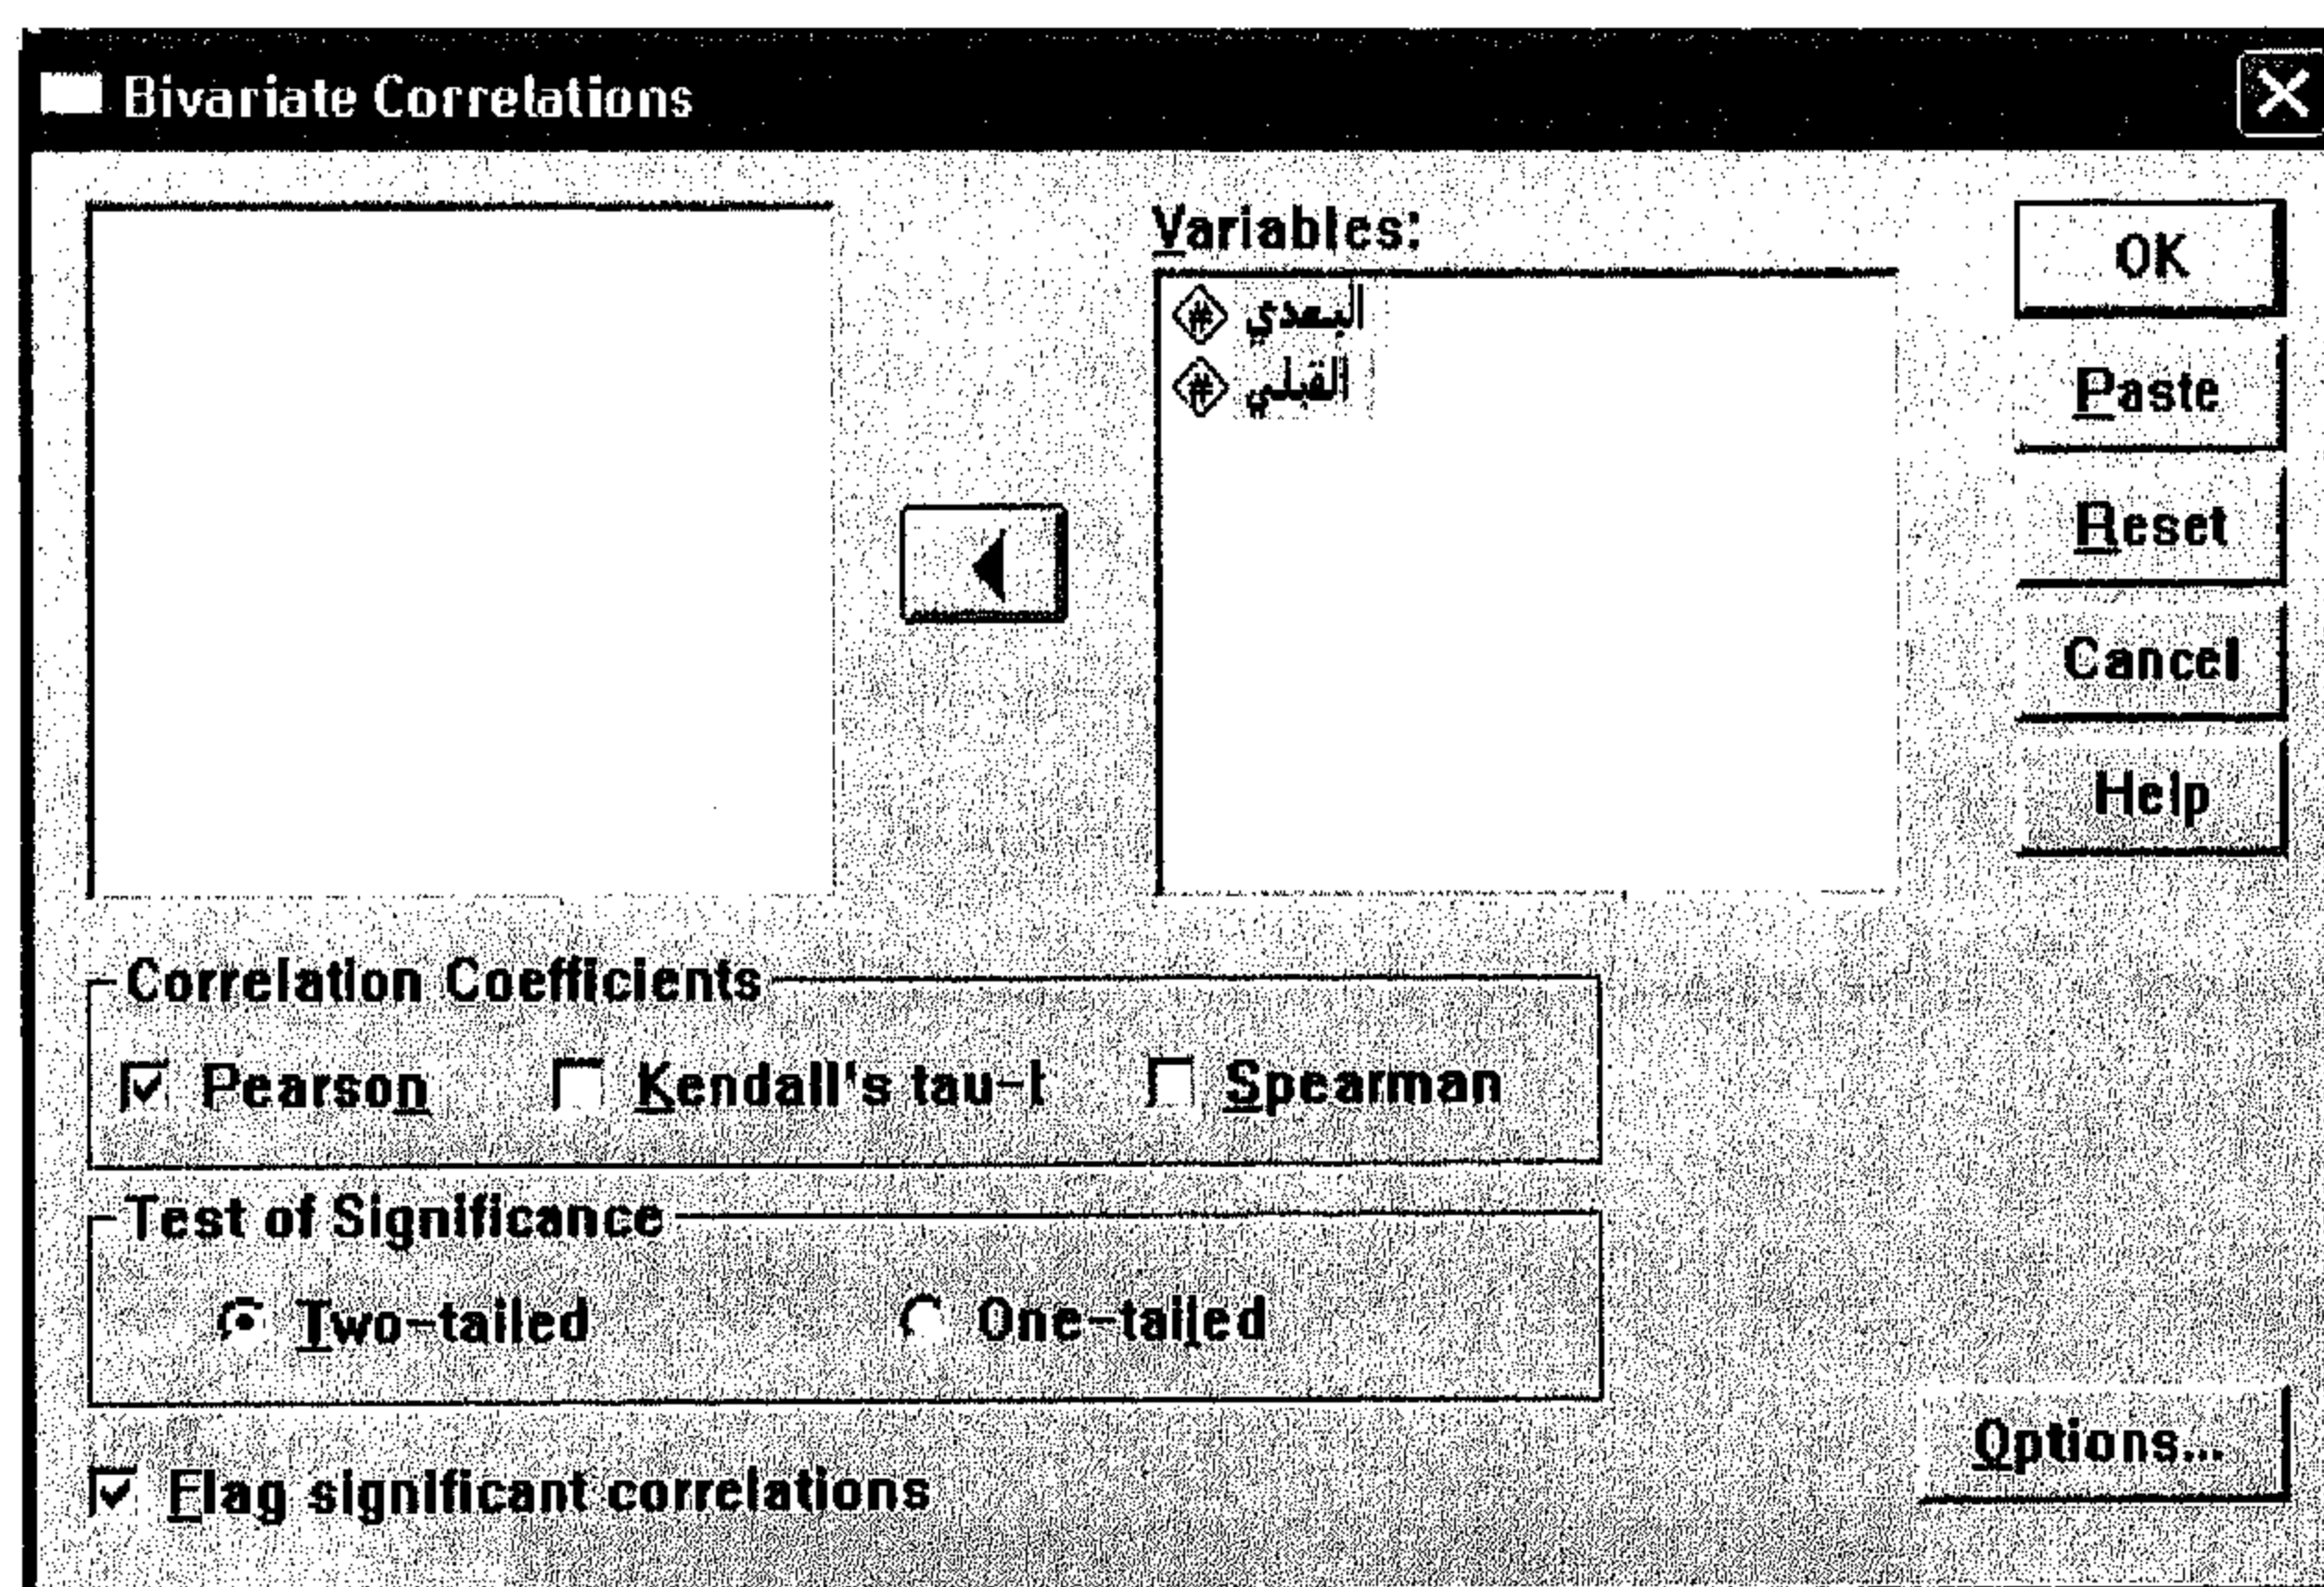 Bivariate Correlations
Variables:
البعدي
القبلي
OK
Paste
Reset
Cancel
Help
Correlation Coefficients
Pearson
Kendall's tau-l
Spearman
Test of Significance
Two-tailed
One-tailed
Flag significant correlations
Options...